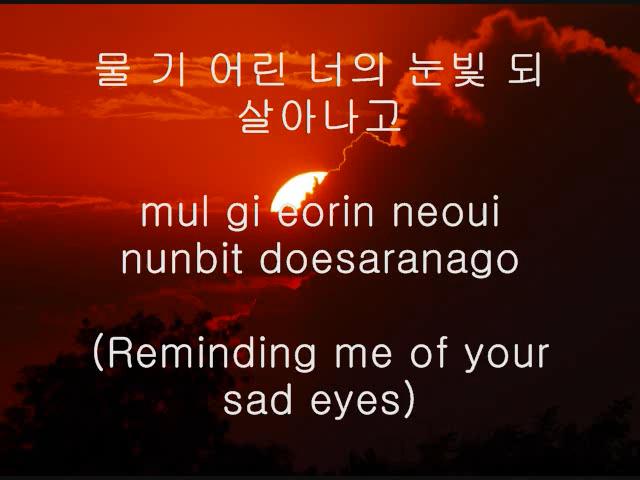 물 기 어린 너의 눈빛 되
살아나고
mul gi eorin neoui
nunbit doesaranago
(Reminding me of your
sad eyes)